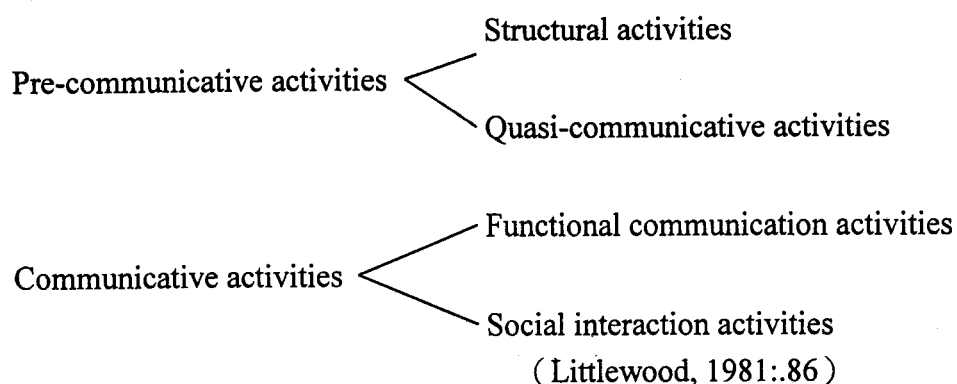 Structural activities
Pre-communicative activities
Quasi-communicative activities
Functional communication activities
Communicative activities
Social interaction activities
( Littlewood, 1981:.86 )